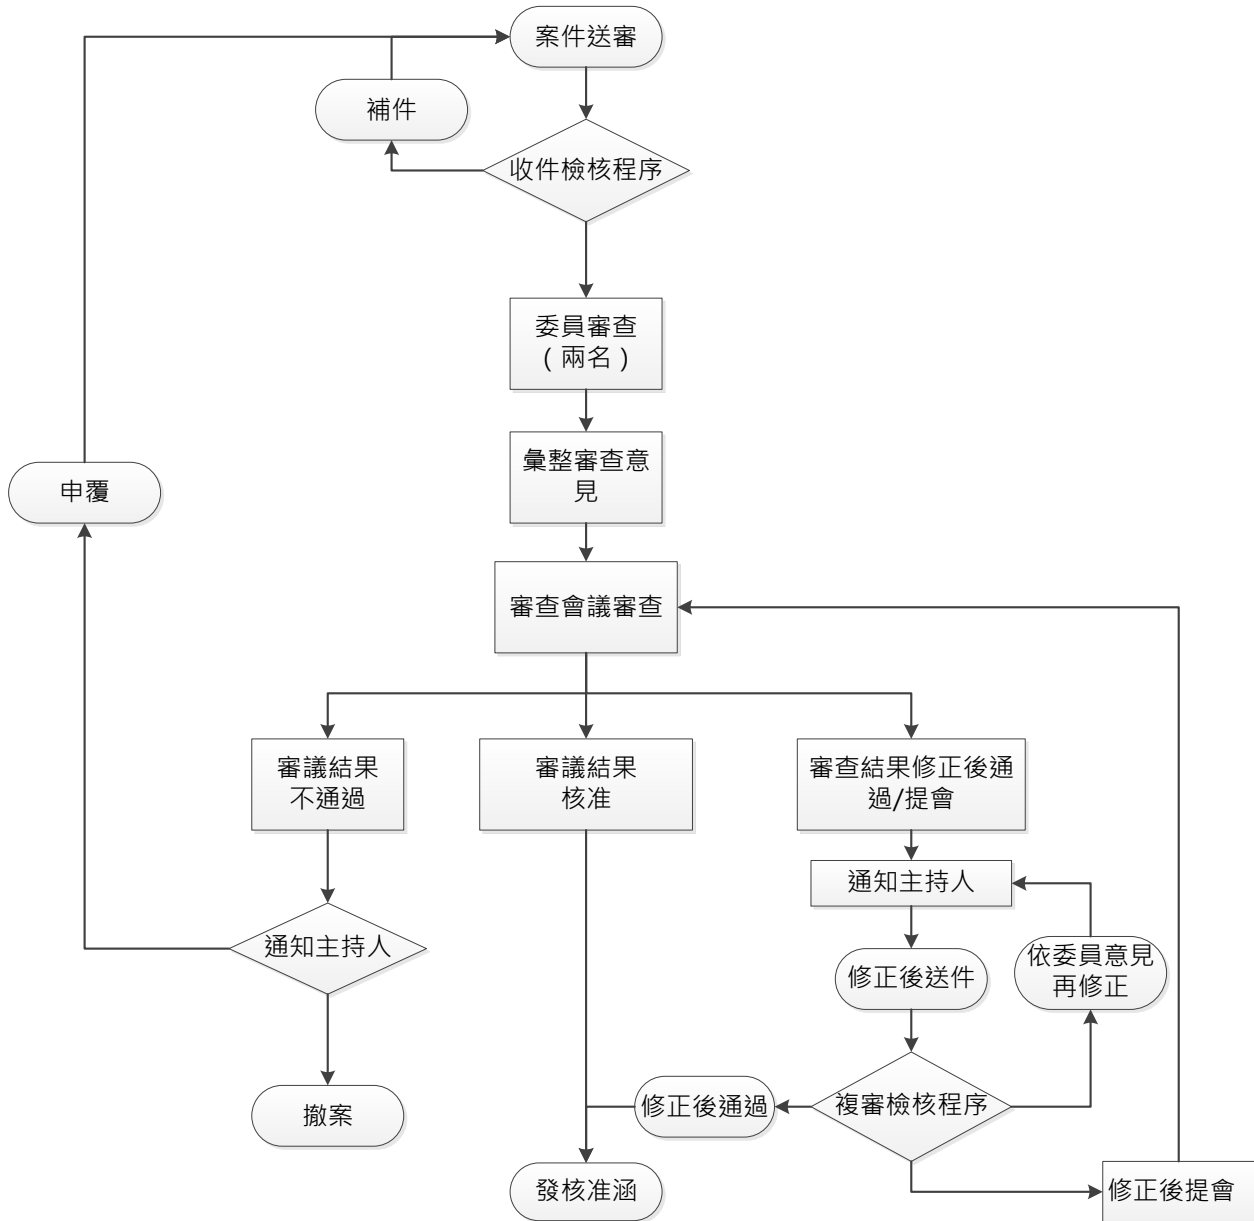 案件送審
補件
收件檢核程序
委員審查
(兩名)
彙整審查意
見
申覆
審查會議審查
審議結果
不通過
審議結果
核准
審查結果修正後通
過/提會
通知主持人
通知主持人
修正後送件
依委員意見
再修正
撤案
修正後通過
複審檢核程序
發核准涵
修正後提會